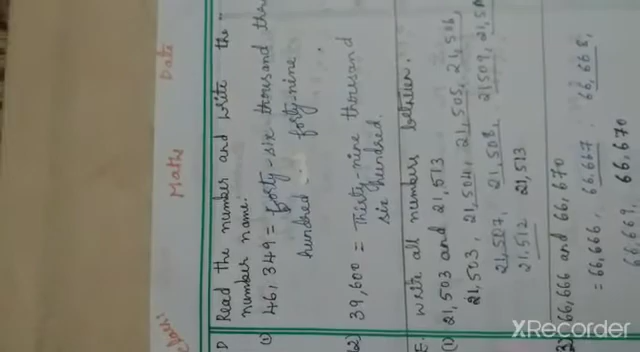 Class: Maths Date
D Read the number and write the
number name.
(1) 46,349 = forty-six thousand three
hundred forty-nine
(2) 39,600 = Thirty-nine thousand
six hundred.
E. Write all numbers between.
(1) 21,503 and 21,513
21,503, 21,504, 21,505, 21,506,
21,507, 21,508, 21509,
21,512 21,513
66,666 and 66,670
= 66,666, 66,667, 66,668,
66,669, 66,670
XRecorder